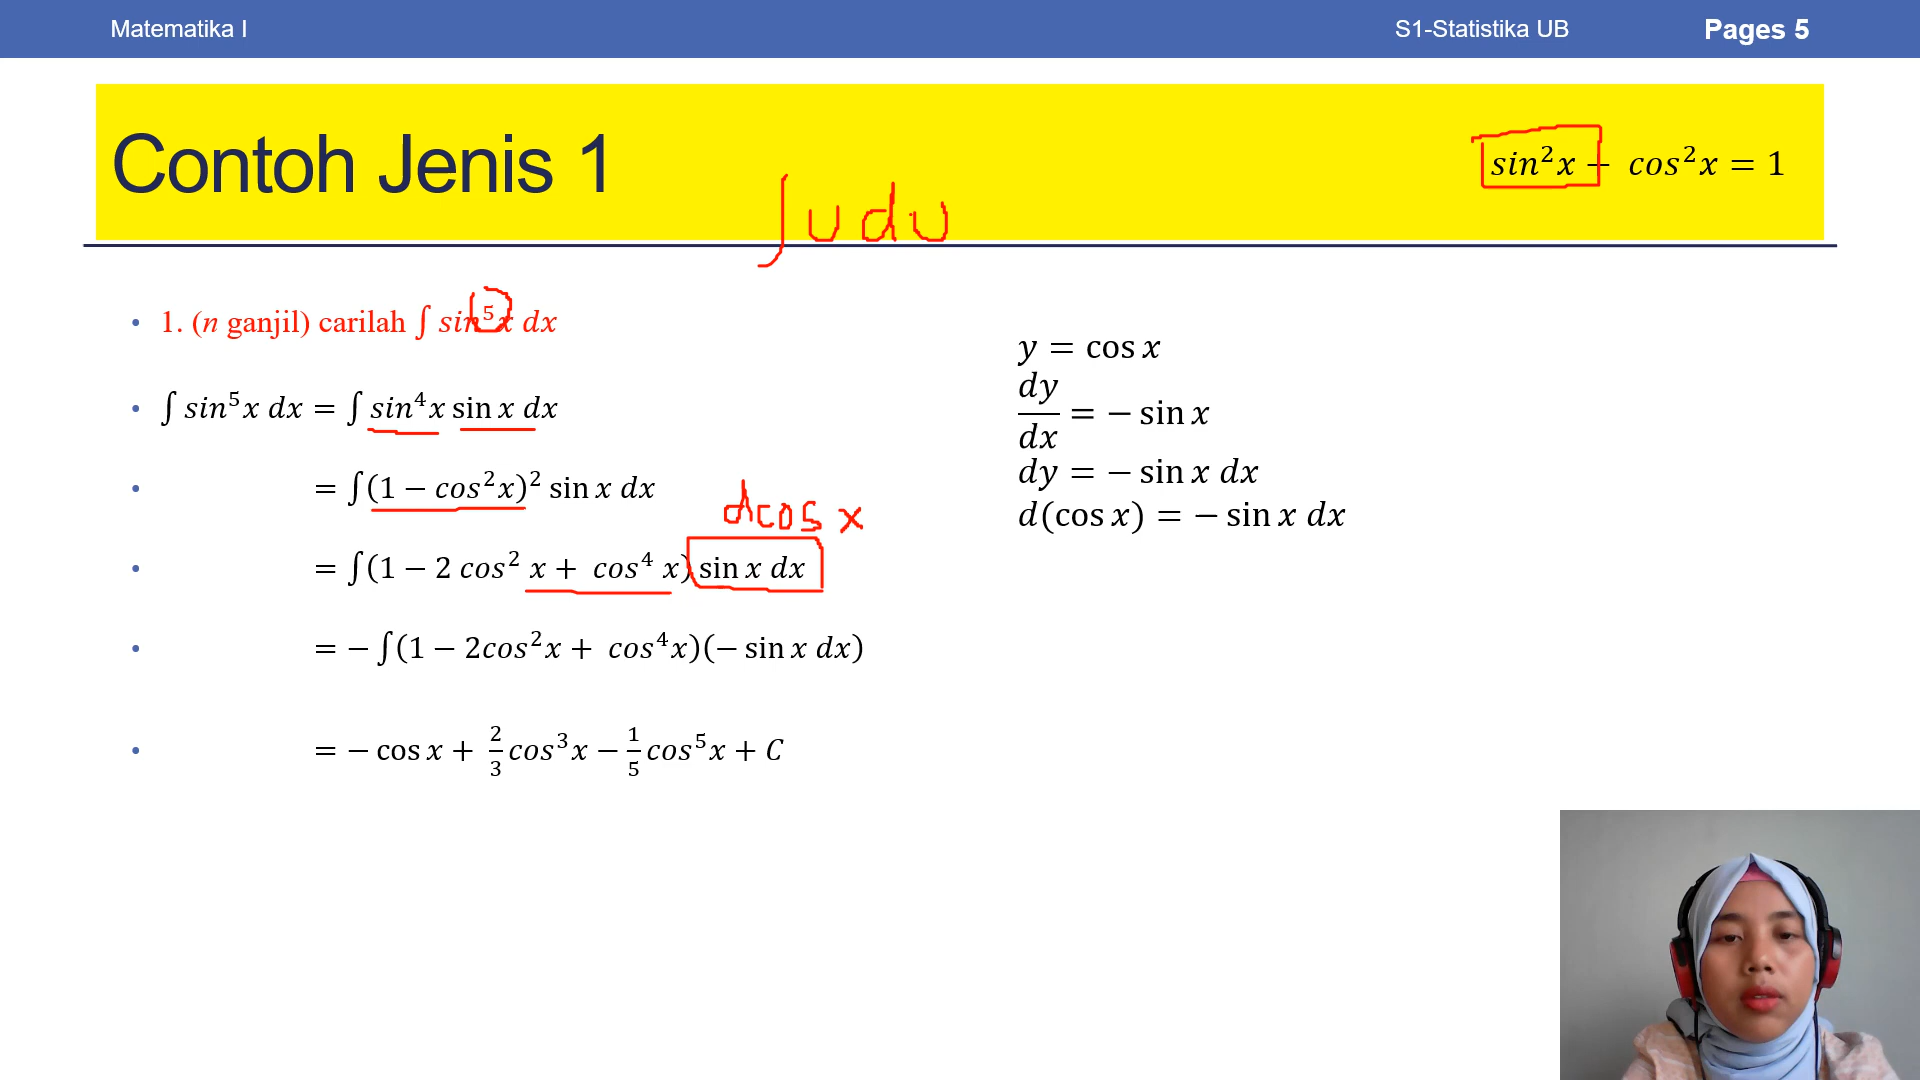 Matematika I S1-Statistika UB Pages 5
Contoh Jenis 1
sin²x + cos²x = 1
∫ u du
• 1. (n ganjil) carilah ∫ sin⁵x dx
• ∫ sin⁵x dx = ∫ sin⁴x sin x dx
• = ∫(1 − cos²x)² sin x dx
dcos x
• = ∫(1 − 2 cos² x + cos⁴ x) sin x dx
• = − ∫(1 − 2cos²x + cos⁴x)(− sin x dx)
• = − cos x + 2/3 cos³x − 1/5 cos⁵x + C
y = cos x
dy/dx = − sin x
dy = − sin x dx
d(cos x) = − sin x dx